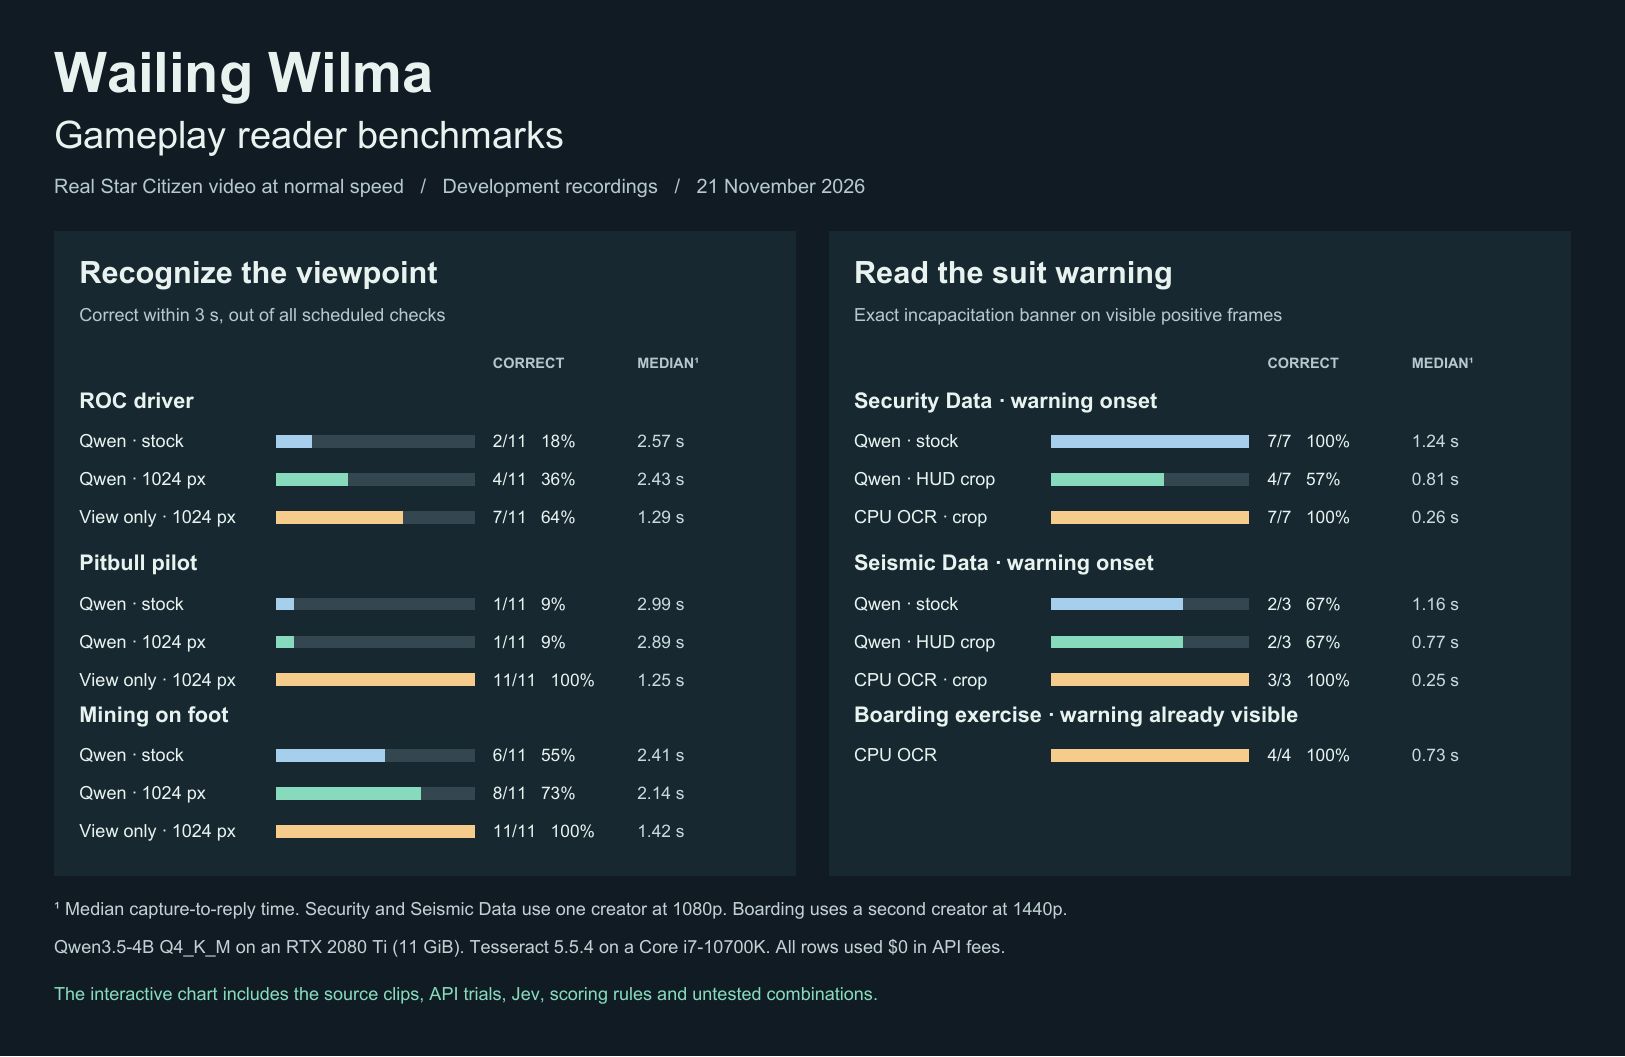 Wailing Wilma
Gameplay reader benchmarks
Real Star Citizen video at normal speed / Development recordings / 21 November 2026
Recognize the viewpoint
Correct within 3 s, out of all scheduled checks
CORRECT MEDIAN¹
ROC driver
Qwen · stock 2/11 18% 2.57 s
Qwen · 1024 px 4/11 36% 2.43 s
View only · 1024 px 7/11 64% 1.29 s
Pitbull pilot
Qwen · stock 1/11 9% 2.99 s
Qwen · 1024 px 1/11 9% 2.89 s
View only · 1024 px 11/11 100% 1.25 s
Mining on foot
Qwen · stock 6/11 55% 2.41 s
Qwen · 1024 px 8/11 73% 2.14 s
View only · 1024 px 11/11 100% 1.42 s
Read the suit warning
Exact incapacitation banner on visible positive frames
CORRECT MEDIAN¹
Security Data · warning onset
Qwen · stock 7/7 100% 1.24 s
Qwen · HUD crop 4/7 57% 0.81 s
CPU OCR · crop 7/7 100% 0.26 s
Seismic Data · warning onset
Qwen · stock 2/3 67% 1.16 s
Qwen · HUD crop 2/3 67% 0.77 s
CPU OCR · crop 3/3 100% 0.25 s
Boarding exercise · warning already visible
CPU OCR 4/4 100% 0.73 s
¹ Median capture-to-reply time. Security and Seismic Data use one creator at 1080p. Boarding uses a second creator at 1440p.
Qwen3.5-4B Q4_K_M on an RTX 2080 Ti (11 GiB). Tesseract 5.5.4 on a Core i7-10700K. All rows used $0 in API fees.
The interactive chart includes the source clips, API trials, Jev, scoring rules and untested combinations.